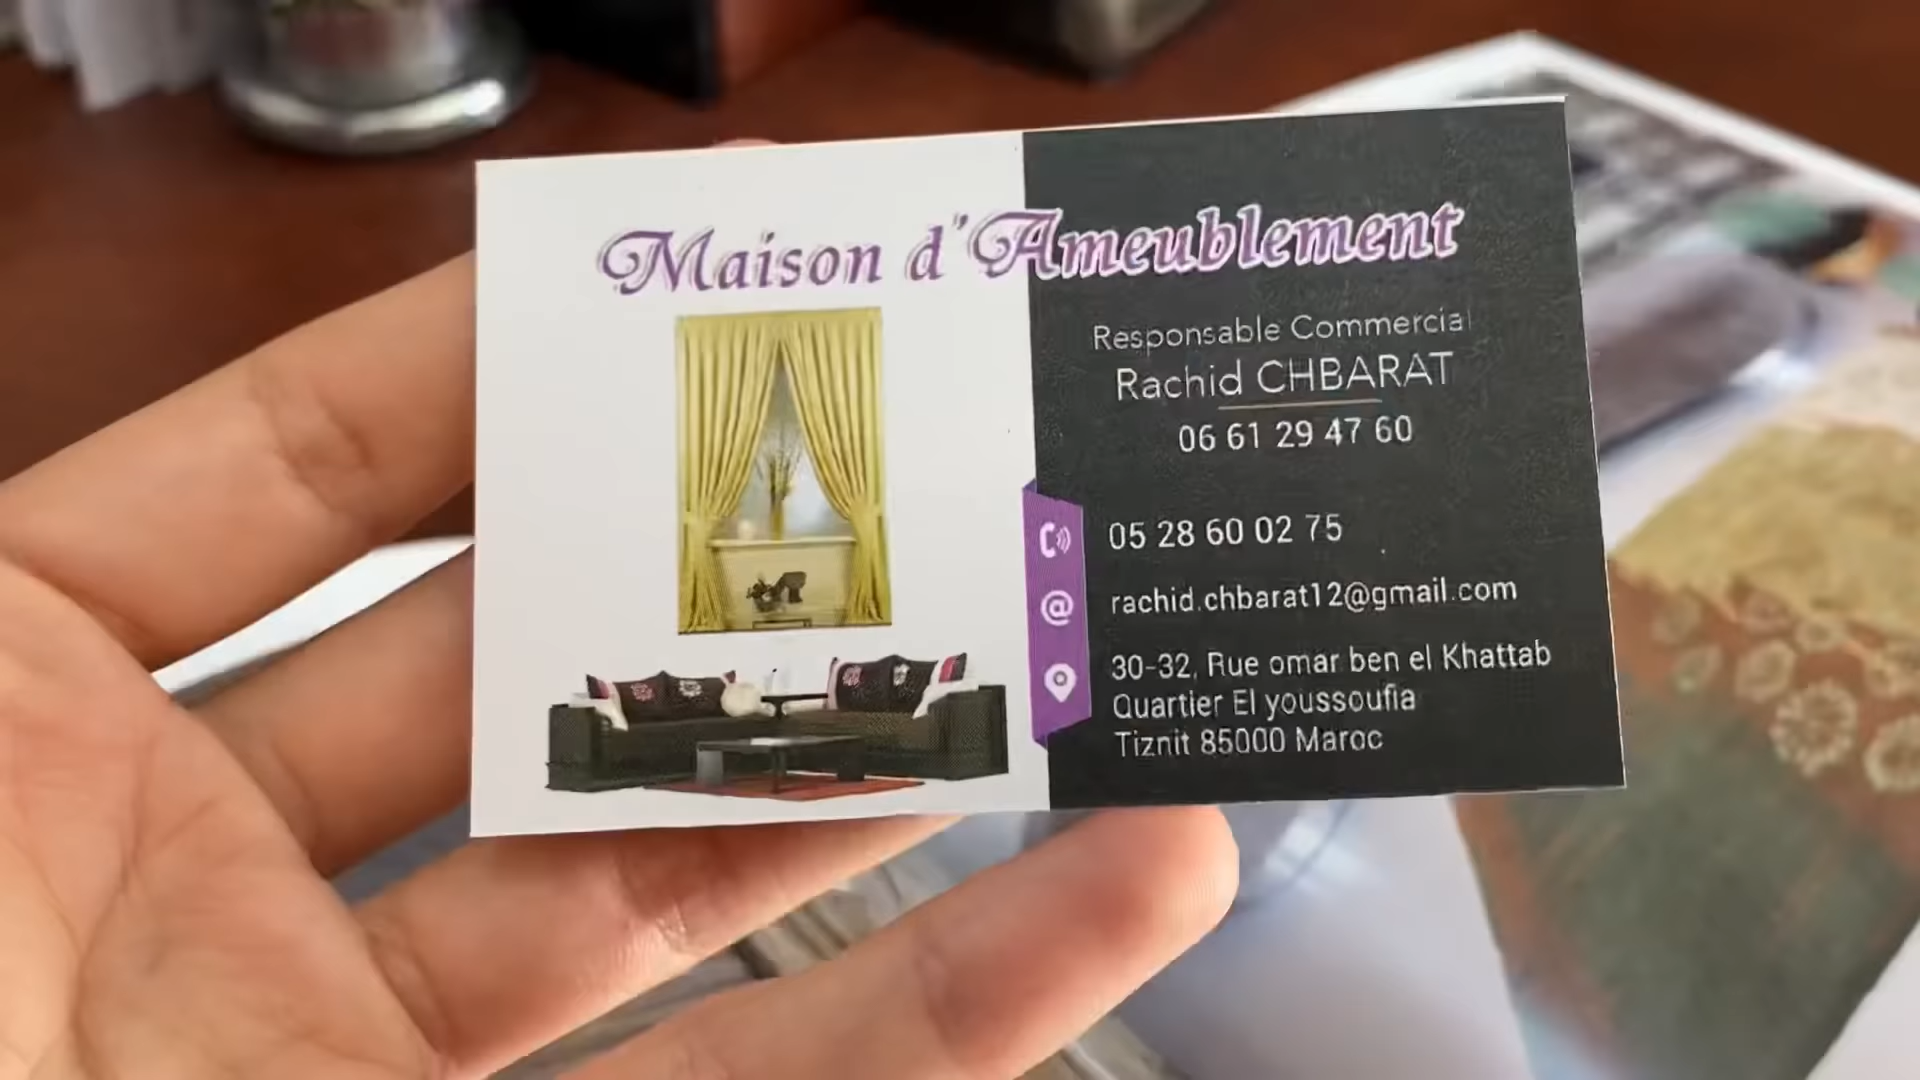 Maison d'Ameublement
Responsable Commercial
Rachid CHBARAT
06 61 29 47 60
05 28 60 02 75
rachid.chbarat12@gmail.com
30-32, Rue omar ben el Khattab
Quartier El youssoufia
Tiznit 85000 Maroc